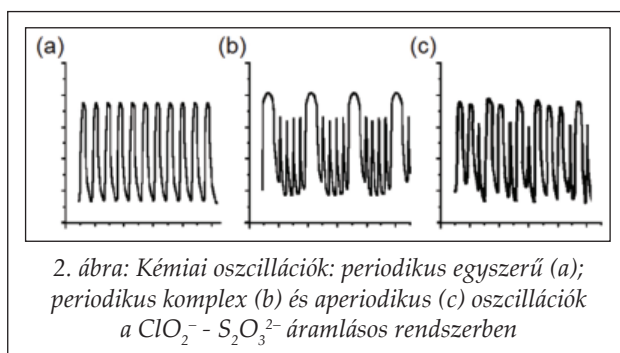 (a) (b) (c)
2. ábra: Kémiai oszcillációk: periodikus egyszerű (a);
periodikus komplex (b) és aperiodikus (c) oszcillációk
a ClO₂⁻ - S₂O₃²⁻ áramlásos rendszerben